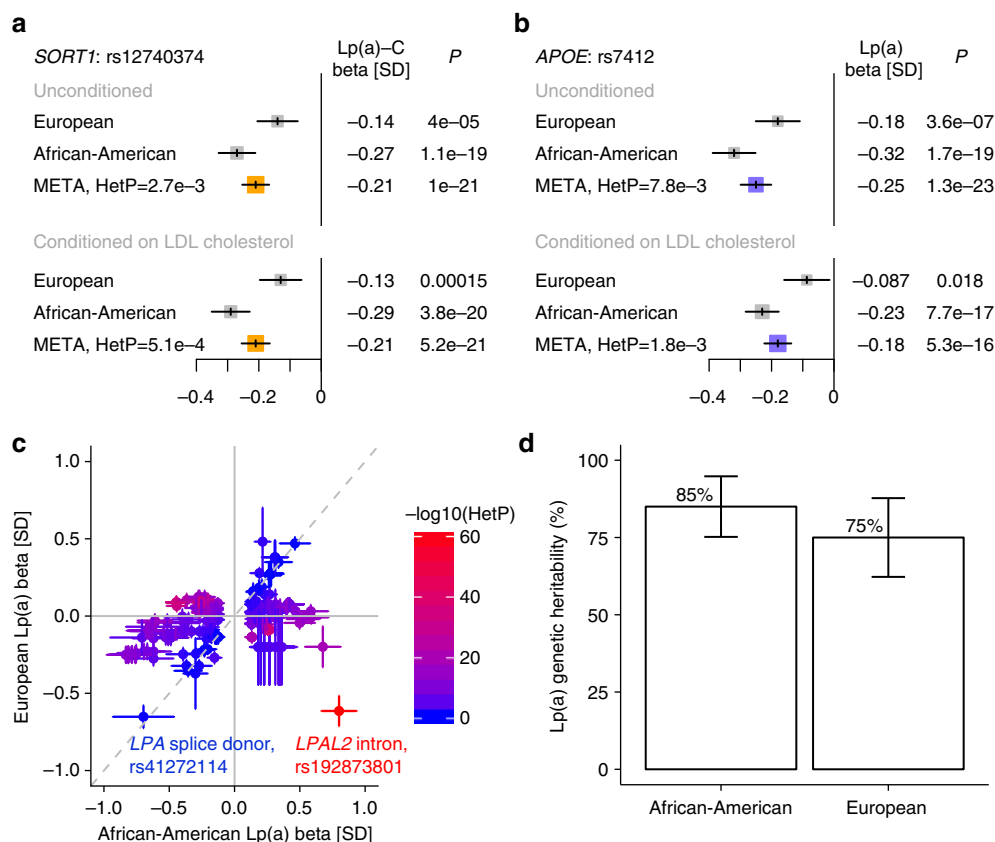 a
SORT1: rs12740374 Lp(a)–C beta [SD] P
Unconditioned
European –0.14 4e–05
African-American –0.27 1.1e–19
META, HetP=2.7e–3 –0.21 1e–21
Conditioned on LDL cholesterol
European –0.13 0.00015
African-American –0.29 3.8e–20
META, HetP=5.1e–4 –0.21 5.2e–21
–0.4 –0.2 0
b
APOE: rs7412 Lp(a) beta [SD] P
Unconditioned
European –0.18 3.6e–07
African-American –0.32 1.7e–19
META, HetP=7.8e–3 –0.25 1.3e–23
Conditioned on LDL cholesterol
European –0.087 0.018
African-American –0.23 7.7e–17
META, HetP=1.8e–3 –0.18 5.3e–16
–0.4 –0.2 0
c
European Lp(a) beta [SD]
1.0
0.5
0.0
–0.5
–1.0
LPA splice donor,
rs41272114
LPAL2 intron,
rs192873801
–1.0 –0.5 0.0 0.5 1.0
African-American Lp(a) beta [SD]
–log10(HetP)
60
40
20
0
d
Lp(a) genetic heritability (%)
100
75
50
25
0
85%
75%
African-American European